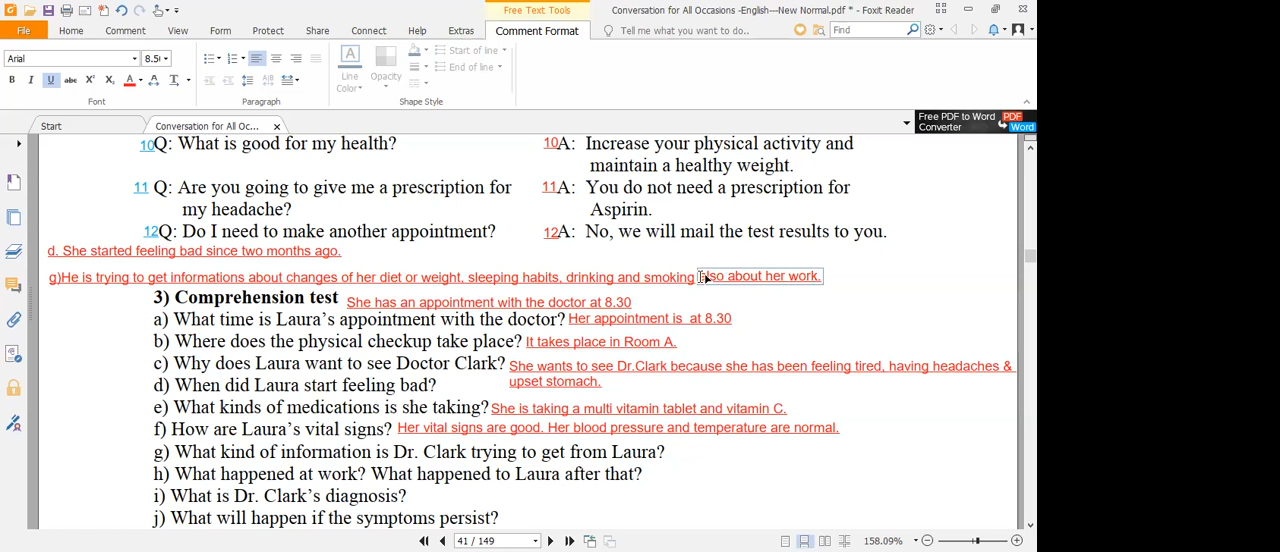 Free Text Tools
Conversation for All Occasions -English---New Normal.pdf * - Foxit Reader
File Home Comment View Form Protect Share Connect Help Extras Comment Format Tell me what you want to do.. Find
Arial 8.5
Line Color
Opacity
Start of line
End of line
Font Paragraph Shape Style
Start
Conversation for All Oc...
Free PDF to Word Converter
PDF
Word
10Q: What is good for my health?
10A: Increase your physical activity and
maintain a healthy weight.
11 Q: Are you going to give me a prescription for
my headache?
11A: You do not need a prescription for
Aspirin.
12Q: Do I need to make another appointment?
12A: No, we will mail the test results to you.
d. She started feeling bad since two months ago.
g)He is trying to get informations about changes of her diet or weight, sleeping habits, drinking and smoking also about her work.
3) Comprehension test She has an appointment with the doctor at 8.30
a) What time is Laura's appointment with the doctor? Her appointment is at 8.30
b) Where does the physical checkup take place? It takes place in Room A.
c) Why does Laura want to see Doctor Clark? She wants to see Dr.Clark because she has been feeling tired, having headaches &
upset stomach.
d) When did Laura start feeling bad?
e) What kinds of medications is she taking? She is taking a multi vitamin tablet and vitamin C.
f) How are Laura's vital signs? Her vital signs are good. Her blood pressure and temperature are normal.
g) What kind of information is Dr. Clark trying to get from Laura?
h) What happened at work? What happened to Laura after that?
i) What is Dr. Clark's diagnosis?
j) What will happen if the symptoms persist?
41 / 149
158.09%